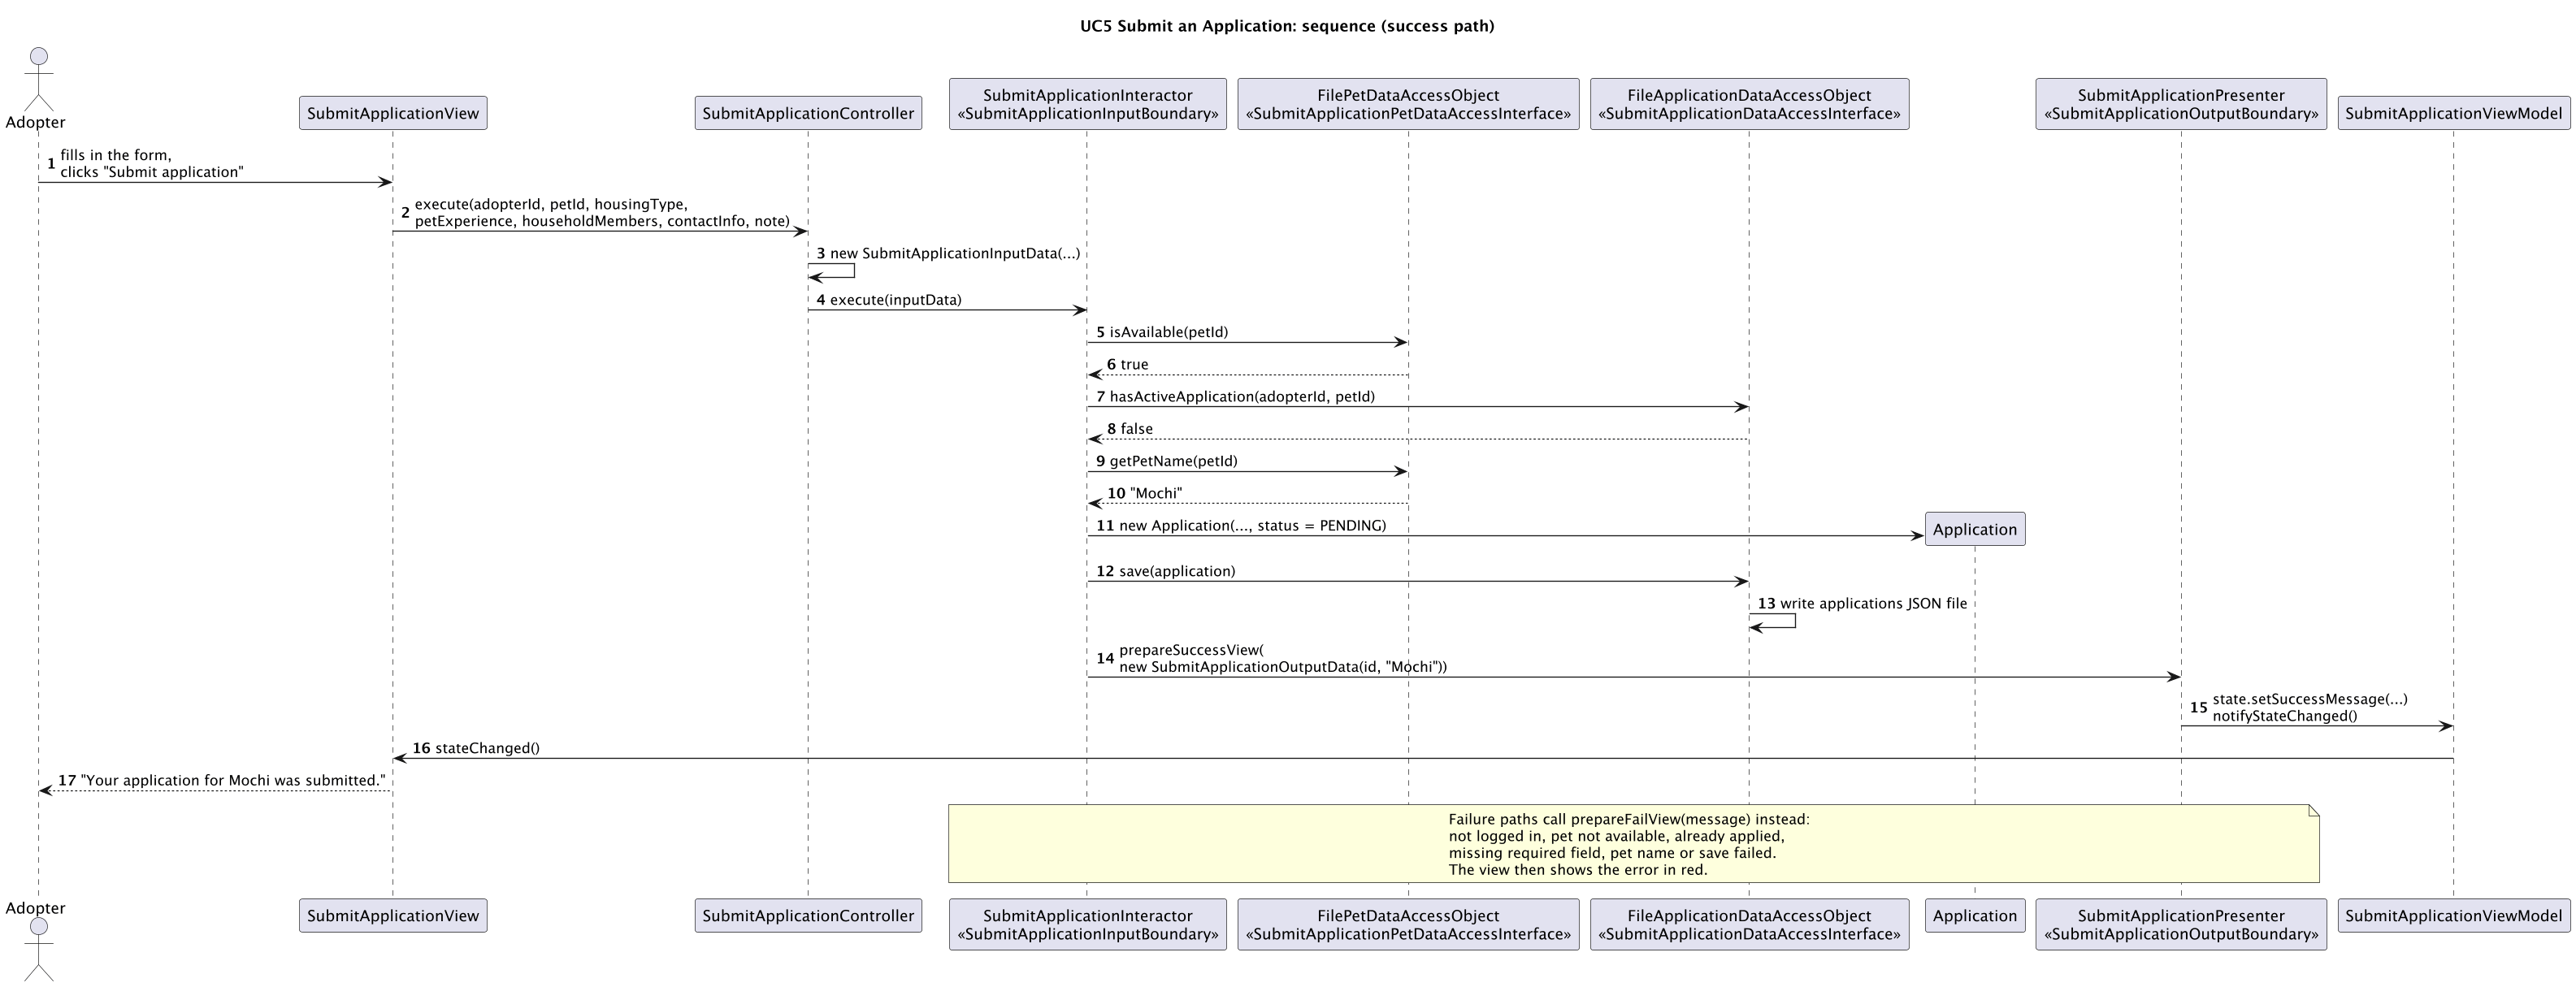 UC5 Submit an Application: sequence (success path)
Adopter
SubmitApplicationView
SubmitApplicationController
SubmitApplicationInteractor
«SubmitApplicationInputBoundary»
FilePetDataAccessObject
«SubmitApplicationPetDataAccessInterface»
FileApplicationDataAccessObject
«SubmitApplicationDataAccessInterface»
SubmitApplicationPresenter
«SubmitApplicationOutputBoundary»
SubmitApplicationViewModel
1 fills in the form,
clicks "Submit application"
2 execute(adopterId, petId, housingType,
petExperience, householdMembers, contactInfo, note)
3 new SubmitApplicationInputData(...)
4 execute(inputData)
5 isAvailable(petId)
6 true
7 hasActiveApplication(adopterId, petId)
8 false
9 getPetName(petId)
10 "Mochi"
11 new Application(..., status = PENDING)
Application
12 save(application)
13 write applications JSON file
14 prepareSuccessView(
new SubmitApplicationOutputData(id, "Mochi"))
15 state.setSuccessMessage(...)
notifyStateChanged()
16 stateChanged()
17 "Your application for Mochi was submitted."
Failure paths call prepareFailView(message) instead:
not logged in, pet not available, already applied,
missing required field, pet name or save failed.
The view then shows the error in red.
Adopter
SubmitApplicationView
SubmitApplicationController
SubmitApplicationInteractor
«SubmitApplicationInputBoundary»
FilePetDataAccessObject
«SubmitApplicationPetDataAccessInterface»
FileApplicationDataAccessObject
«SubmitApplicationDataAccessInterface»
Application
SubmitApplicationPresenter
«SubmitApplicationOutputBoundary»
SubmitApplicationViewModel